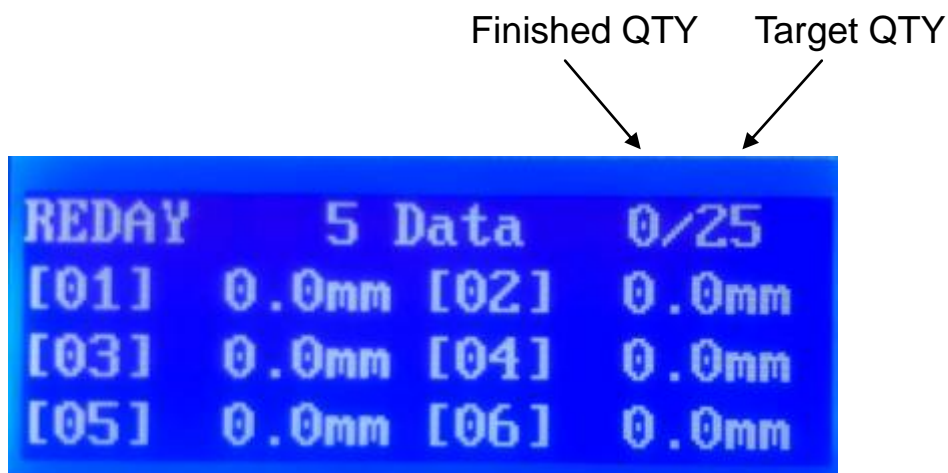 Finished QTY Target QTY
REDAY 5 Data 0/25
[01] 0.0mm [02] 0.0mm
[03] 0.0mm [04] 0.0mm
[05] 0.0mm [06] 0.0mm